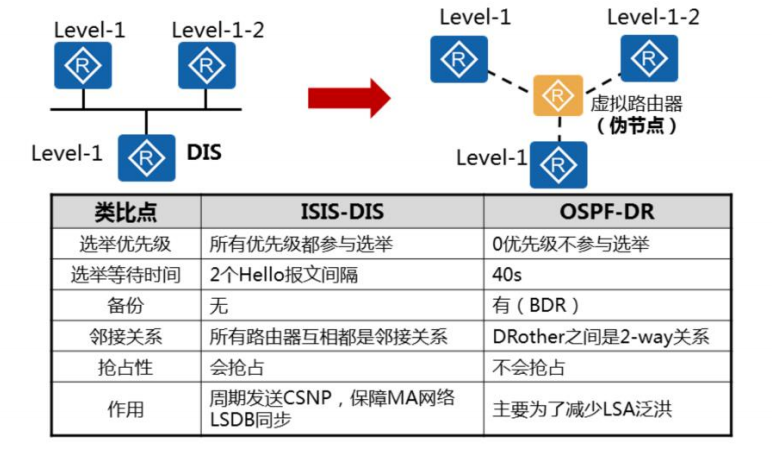 Level-1
Level-1-2
Level-1
Level-1-2
R
R
R
R
R
虚拟路由器
（伪节点）
Level-1
R
DIS
Level-1
R
类比点 ISIS-DIS OSPF-DR
选举优先级 所有优先级都参与选举 0优先级不参与选举
选举等待时间 2个Hello报文间隔 40s
备份 无 有（BDR）
邻接关系 所有路由器互相都是邻接关系 DRother之间是2-way关系
抢占性 会抢占 不会抢占
作用 周期发送CSNP，保障MA网络
LSDB同步 主要为了减少LSA泛洪